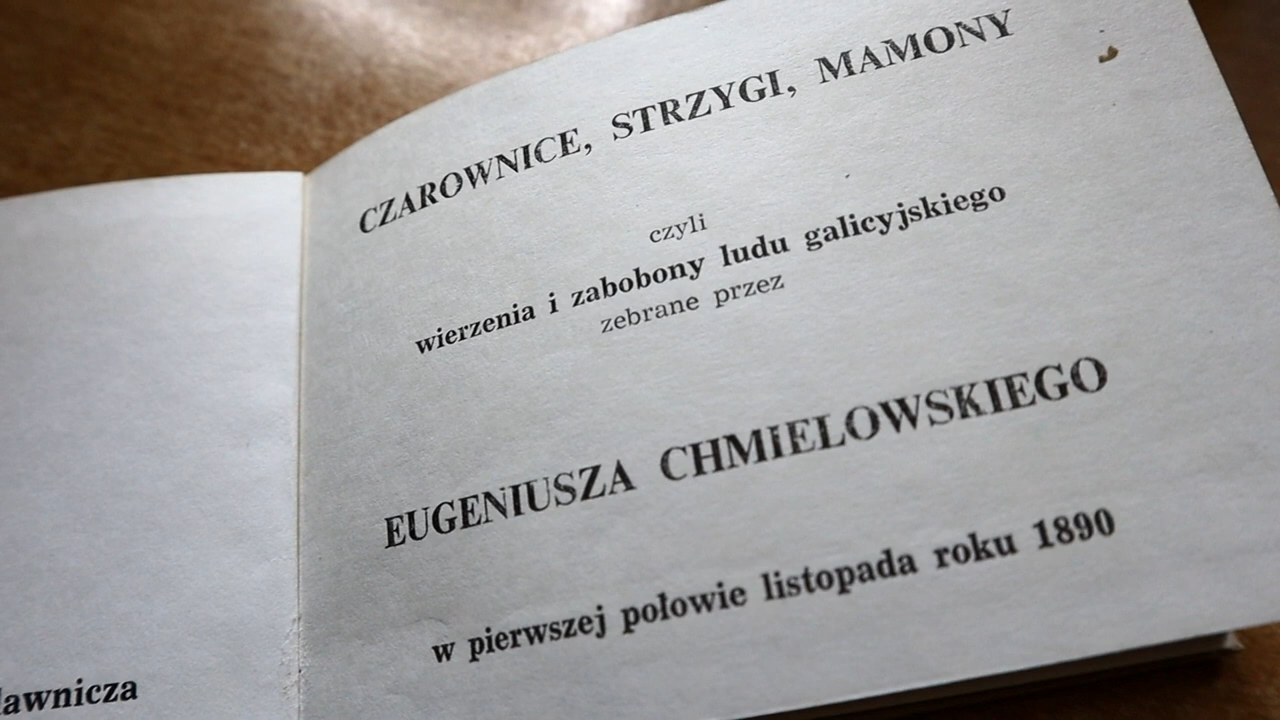 CZAROWNICE, STRZYGI, MAMONY
czyli
wierzenia i zabobony ludu galicyjskiego
zebrane przez
EUGENIUSZA CHMIELOWSKIEGO
w pierwszej połowie listopada roku 1890